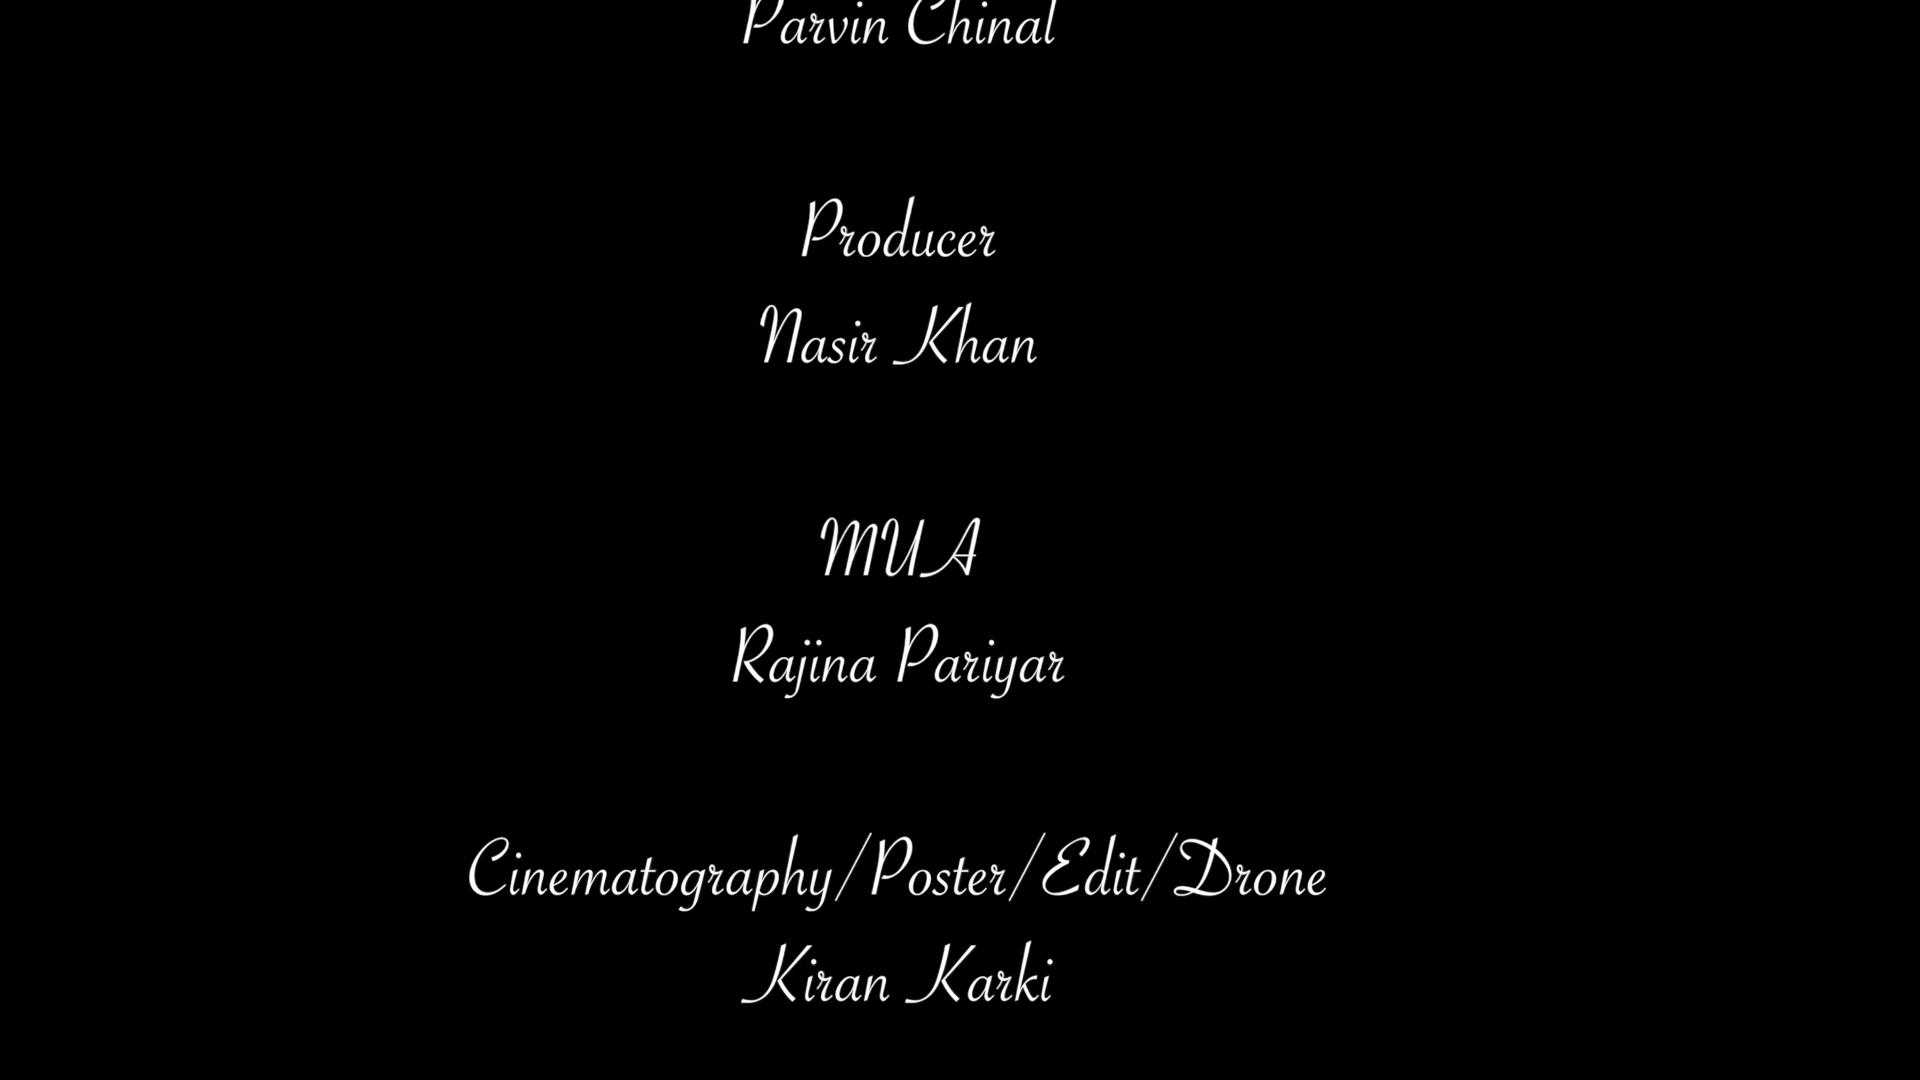 Parvin Chinal
Producer
Nasir Khan
MUA
Rajina Pariyar
Cinematography/Poster/Edit/Drone
Kiran Karki